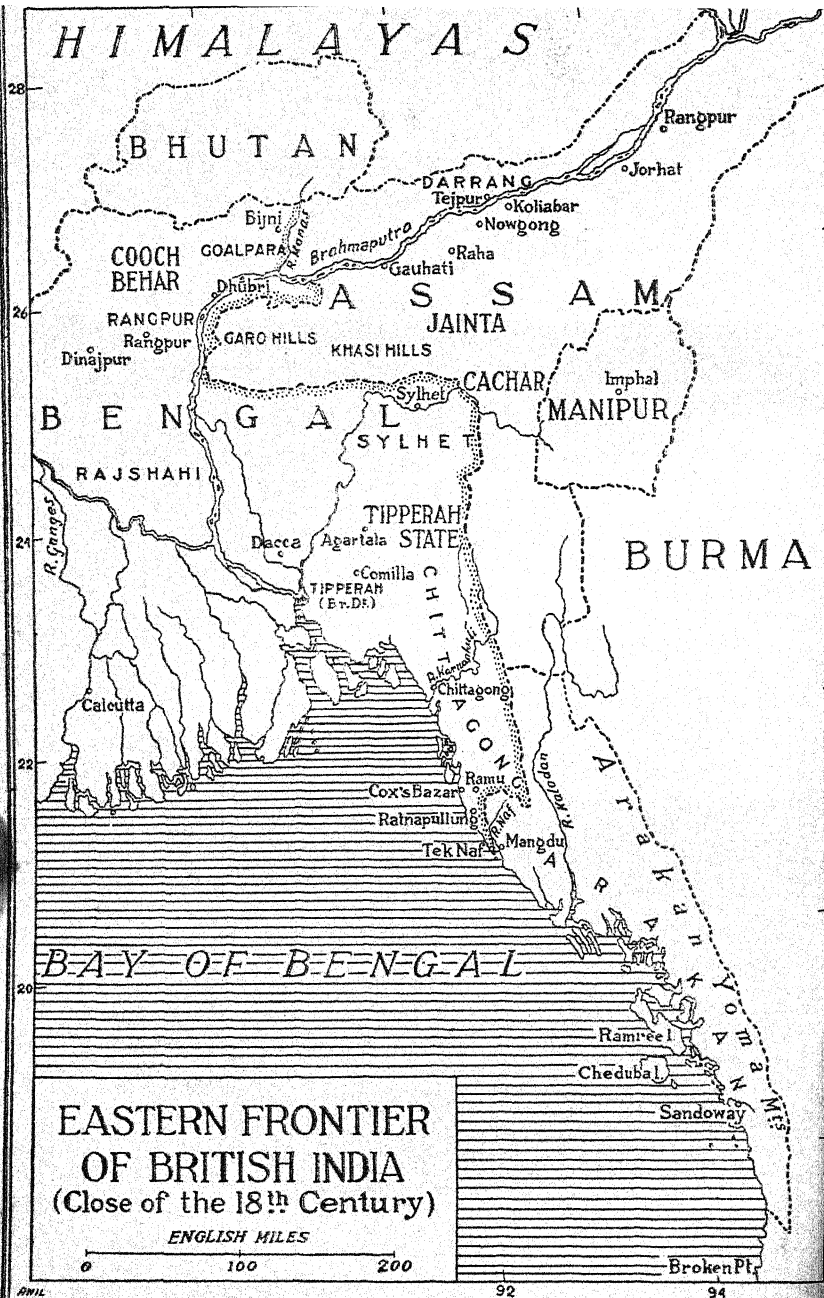 HIMALAYAS
28
BHUTAN
Rangpur
Jorhat
DARRANG
Tejpur
Koliabar
Nowgong
Bijni
R. Manas
Brahmaputra
COOCH
BEHAR
GOALPARA
Raha
Gauhati
Dhubri
ASSAM
26
RANGPUR
Rangpur
Dinajpur
GARO HILLS
KHASI HILLS
JAINTA
CACHAR
Sylhet
Imphal
MANIPUR
BENGAL
SYLHET
RAJSHAHI
R. Ganges
24
Dacca
Agartala
TIPPERAH
STATE
BURMA
Comilla
TIPPERAH
(Br. Dt.)
CHITTAGONG
R. Karnaphuli
Chittagong
Calcutta
22
Cox's Bazar
Ramu
Ratnapullung
R. Naf
Tek Naf
Mangdu
R. Kaladan
ARAKAN
Arakan Yoma Mts
BAY OF BENGAL
20
Ramree I.
Cheduba I.
Sandoway
EASTERN FRONTIER
OF BRITISH INDIA
(Close of the 18th Century)
ENGLISH MILES
0 100 200
Broken Pt.
ANIL
92 94